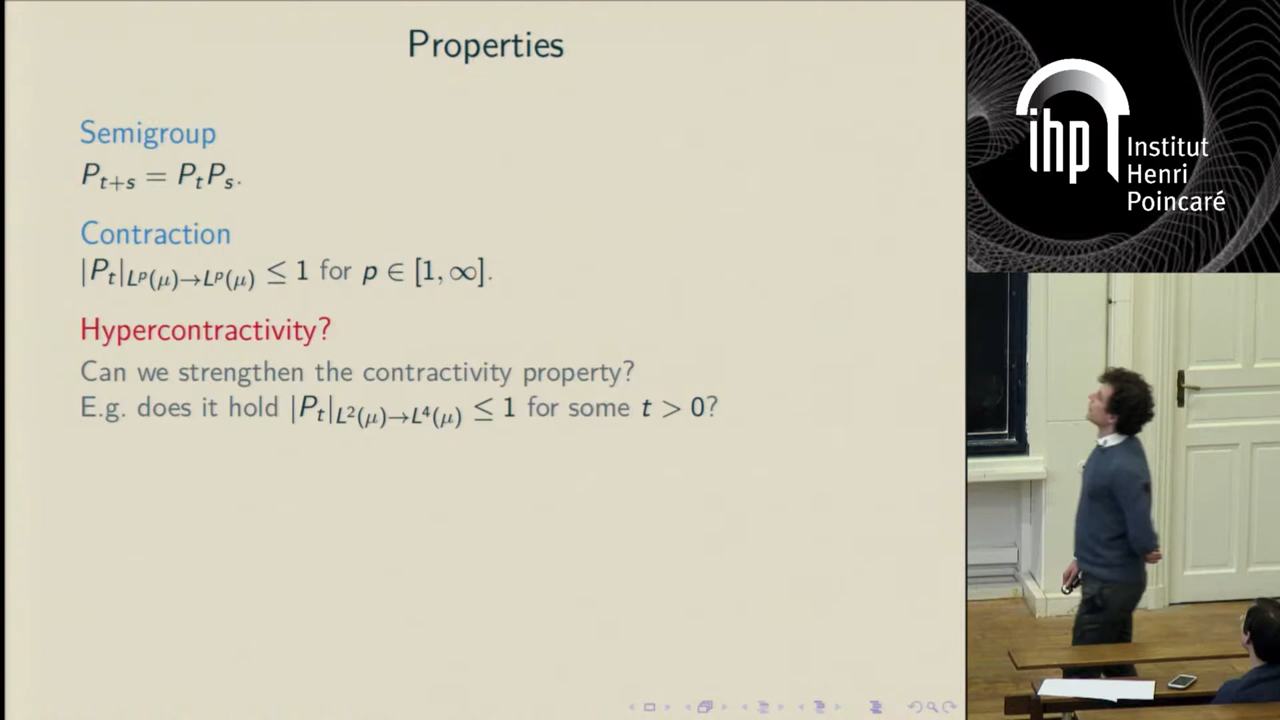 Properties
Semigroup
P_{t+s} = P_t P_s.
Contraction
|P_t|_{L^p(μ)→L^p(μ)} ≤ 1 for p ∈ [1, ∞].
Hypercontractivity?
Can we strengthen the contractivity property?
E.g. does it hold |P_t|_{L^2(μ)→L^4(μ)} ≤ 1 for some t > 0?
ihp
Institut
Henri
Poincaré